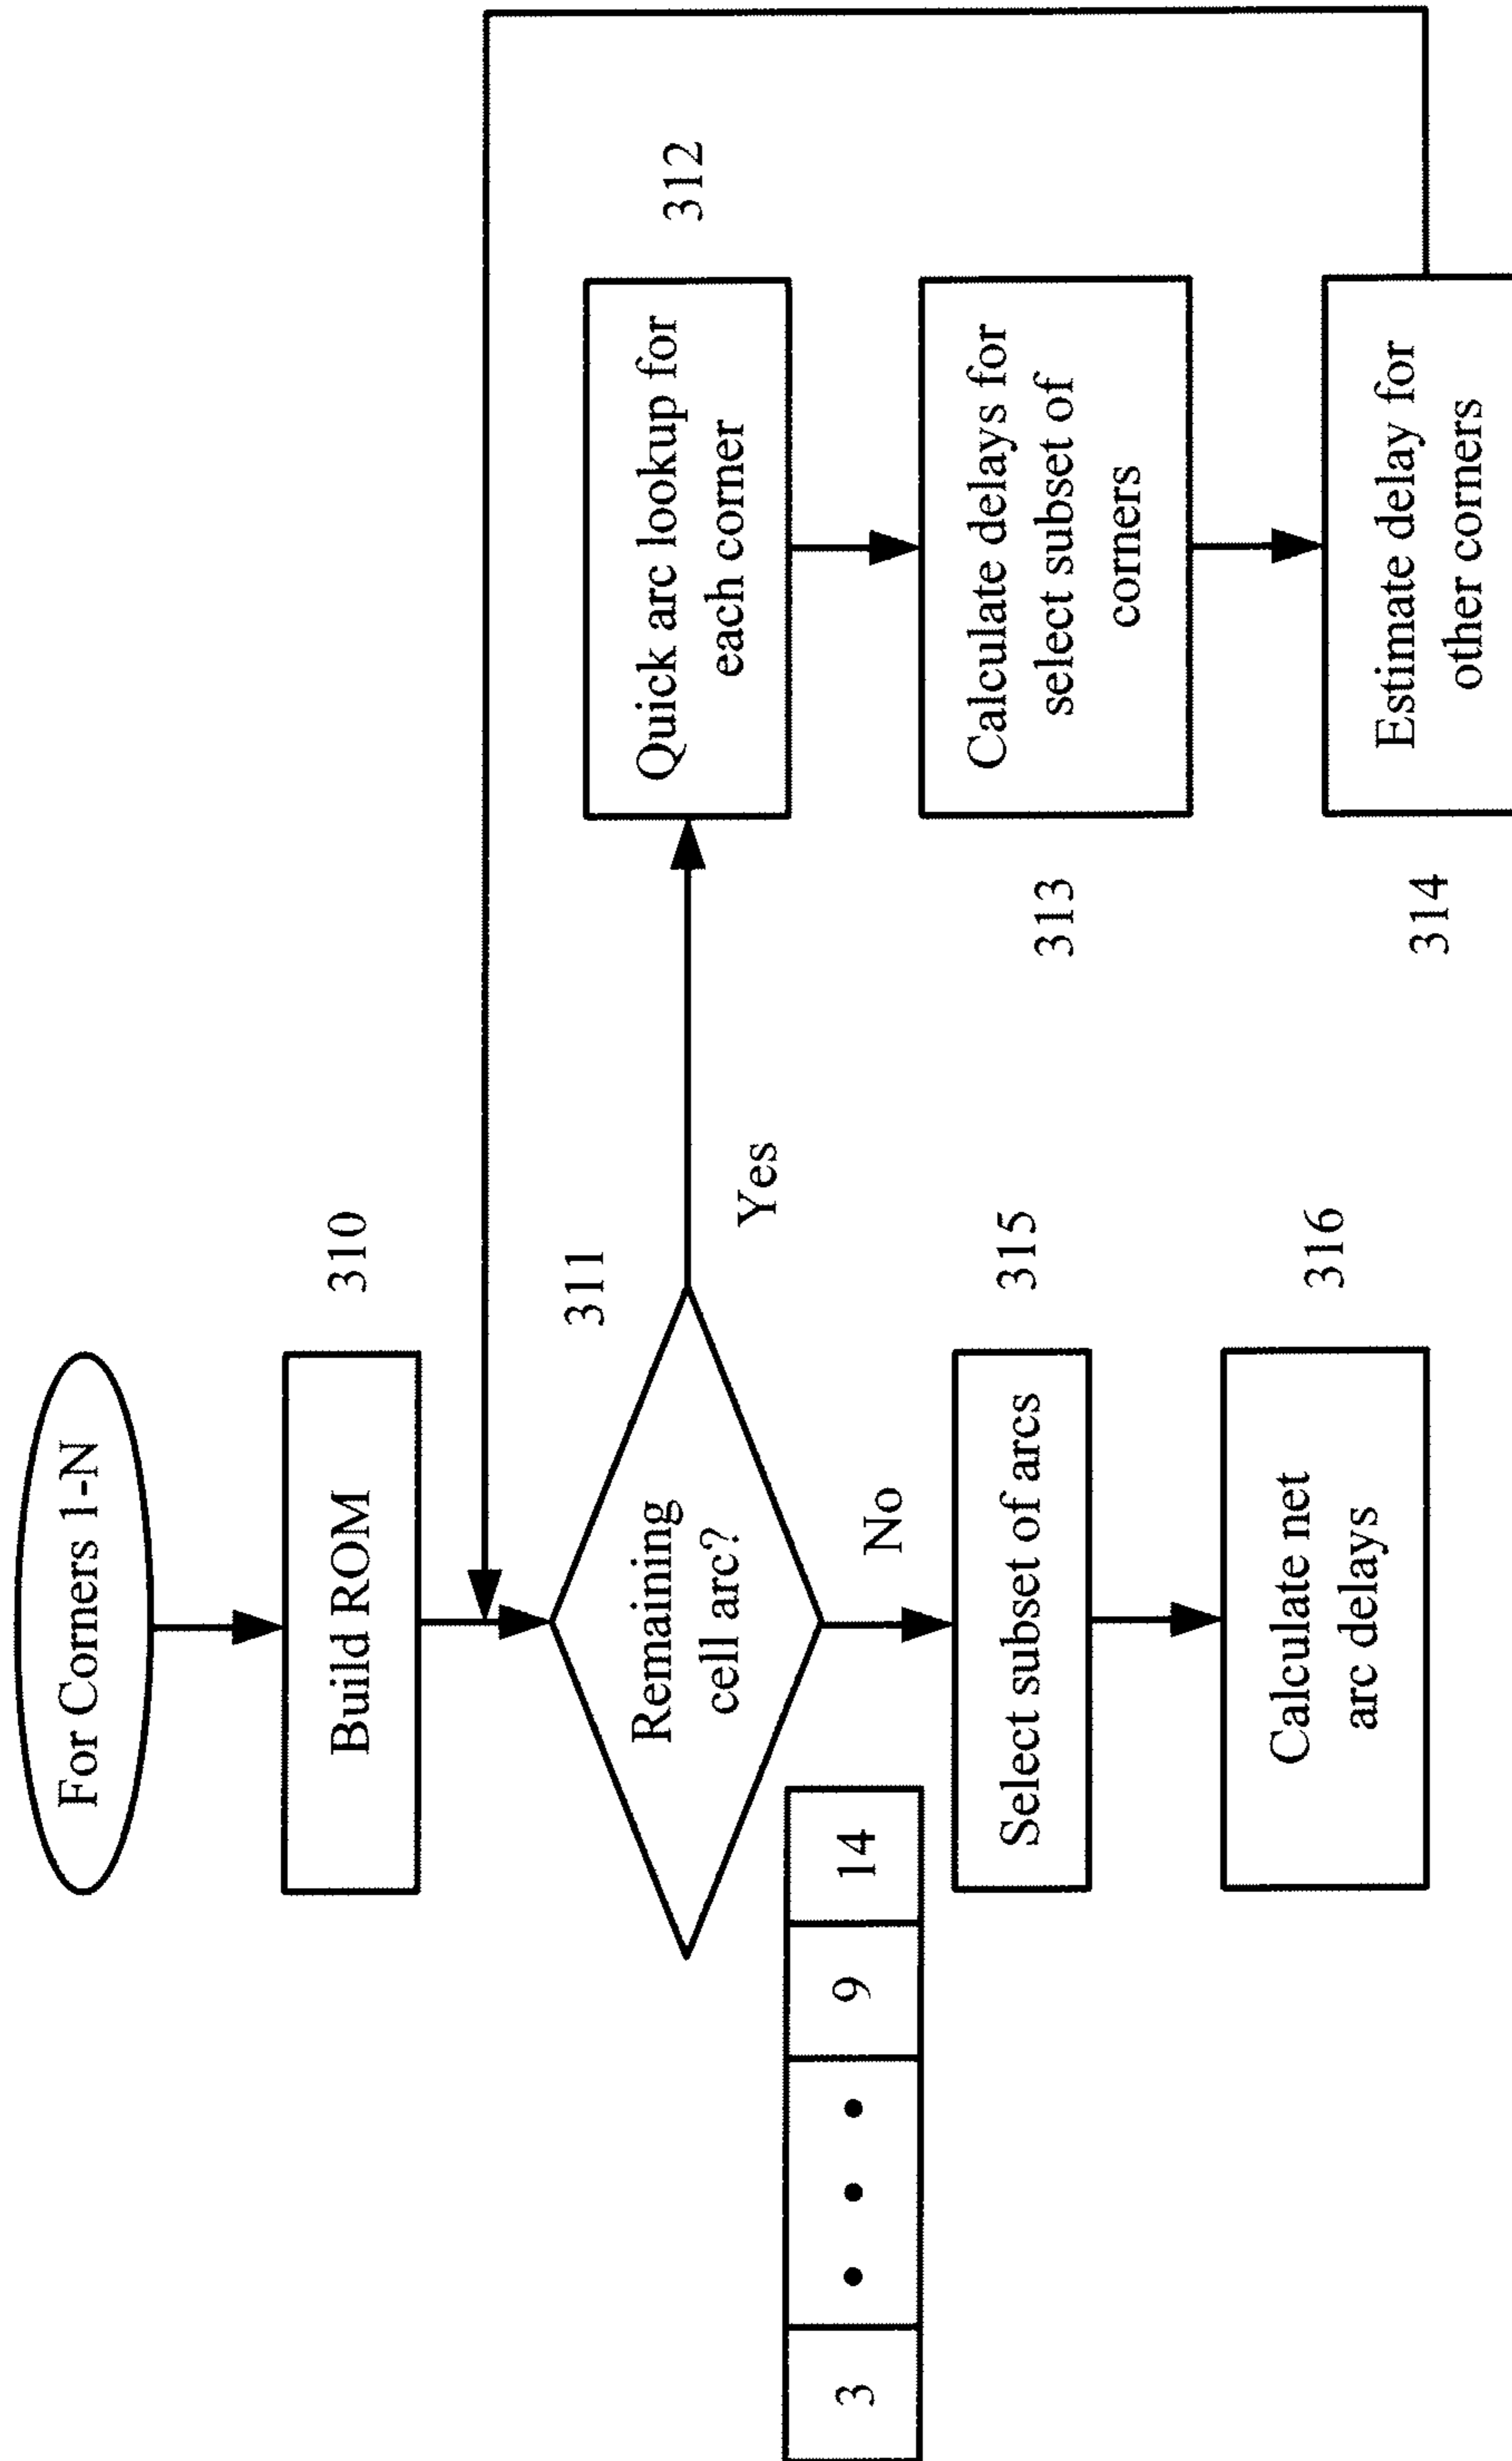 For Corners 1-N
Build ROM
310
311
Remaining
cell arc?
Yes
Quick arc lookup for
each corner
312
Calculate delays for
select subset of
corners
313
Estimate delay for
other corners
314
No
3
• • •
9
14
Select subset of arcs
315
Calculate net
arc delays
316